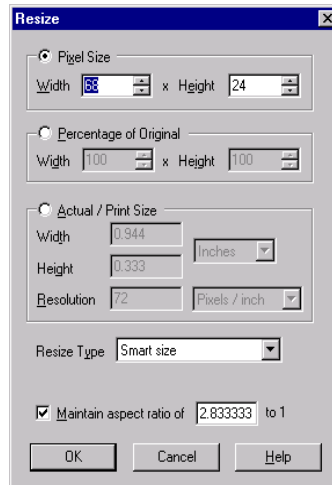 Resize
Pixel Size
Width 68 x Height 24
Percentage of Original
Width 100 x Height 100
Actual / Print Size
Width 0.944
Inches
Height 0.333
Resolution 72 Pixels / inch
Resize Type Smart size
Maintain aspect ratio of 2.833333 to 1
OK Cancel Help